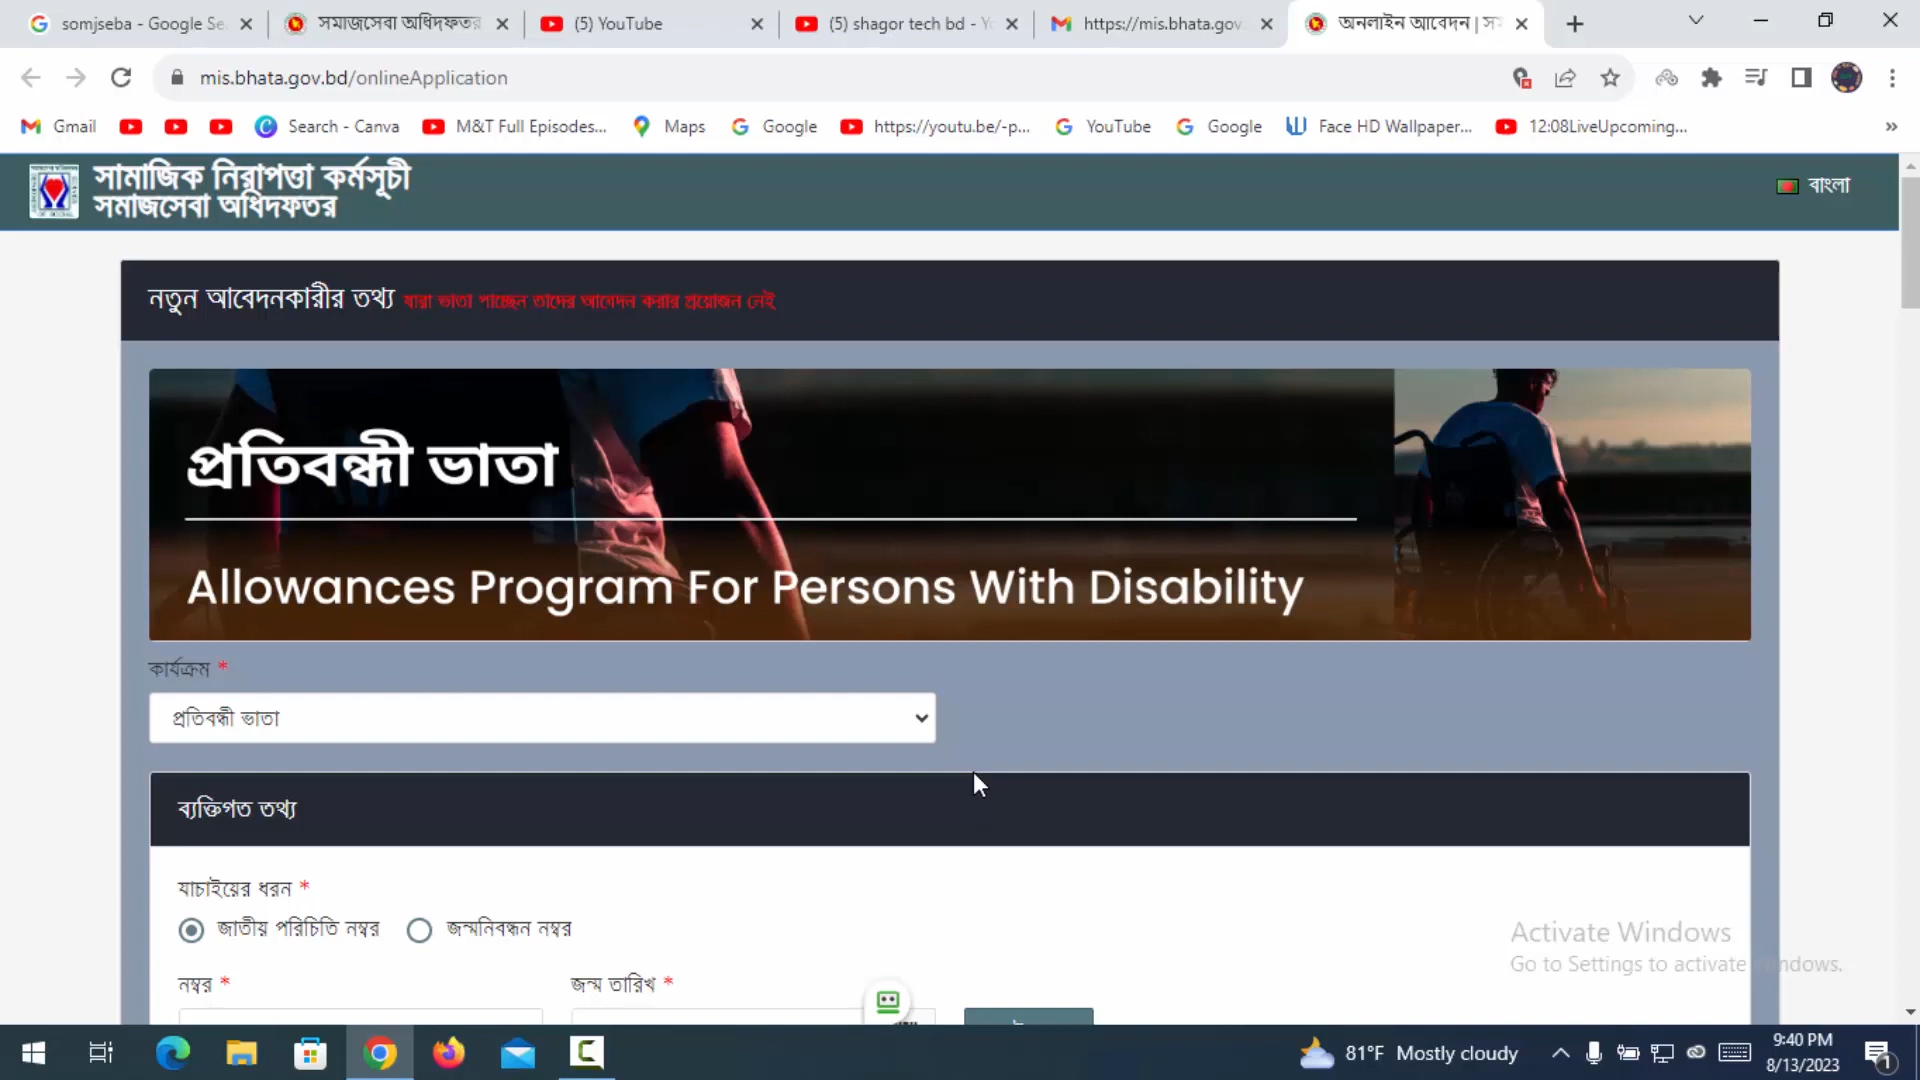 somjseba - Google Se
সমাজসেবা অধিদফতর
(5) YouTube
(5) shagor tech bd - Yo
https://mis.bhata.gov.
অনলাইন আবেদন | সম
mis.bhata.gov.bd/onlineApplication
Gmail
Search - Canva
M&T Full Episodes...
Maps
Google
https://youtu.be/-p...
YouTube
Google
Face HD Wallpaper...
12:08LiveUpcoming...
»
সামাজিক নিরাপত্তা কর্মসূচী
সমাজসেবা অধিদফতর
বাংলা
নতুন আবেদনকারীর তথ্য যারা ভাতা পাচ্ছেন তাদের আবেদন করার প্রয়োজন নেই
প্রতিবন্ধী ভাতা
Allowances Program For Persons With Disability
কার্যক্রম *
প্রতিবন্ধী ভাতা
ব্যক্তিগত তথ্য
যাচাইয়ের ধরন *
জাতীয় পরিচিতি নম্বর
জন্মনিবন্ধন নম্বর
নম্বর *
জন্ম তারিখ *
Activate Windows
Go to Settings to activate Windows.
81°F Mostly cloudy
9:40 PM
8/13/2023
1